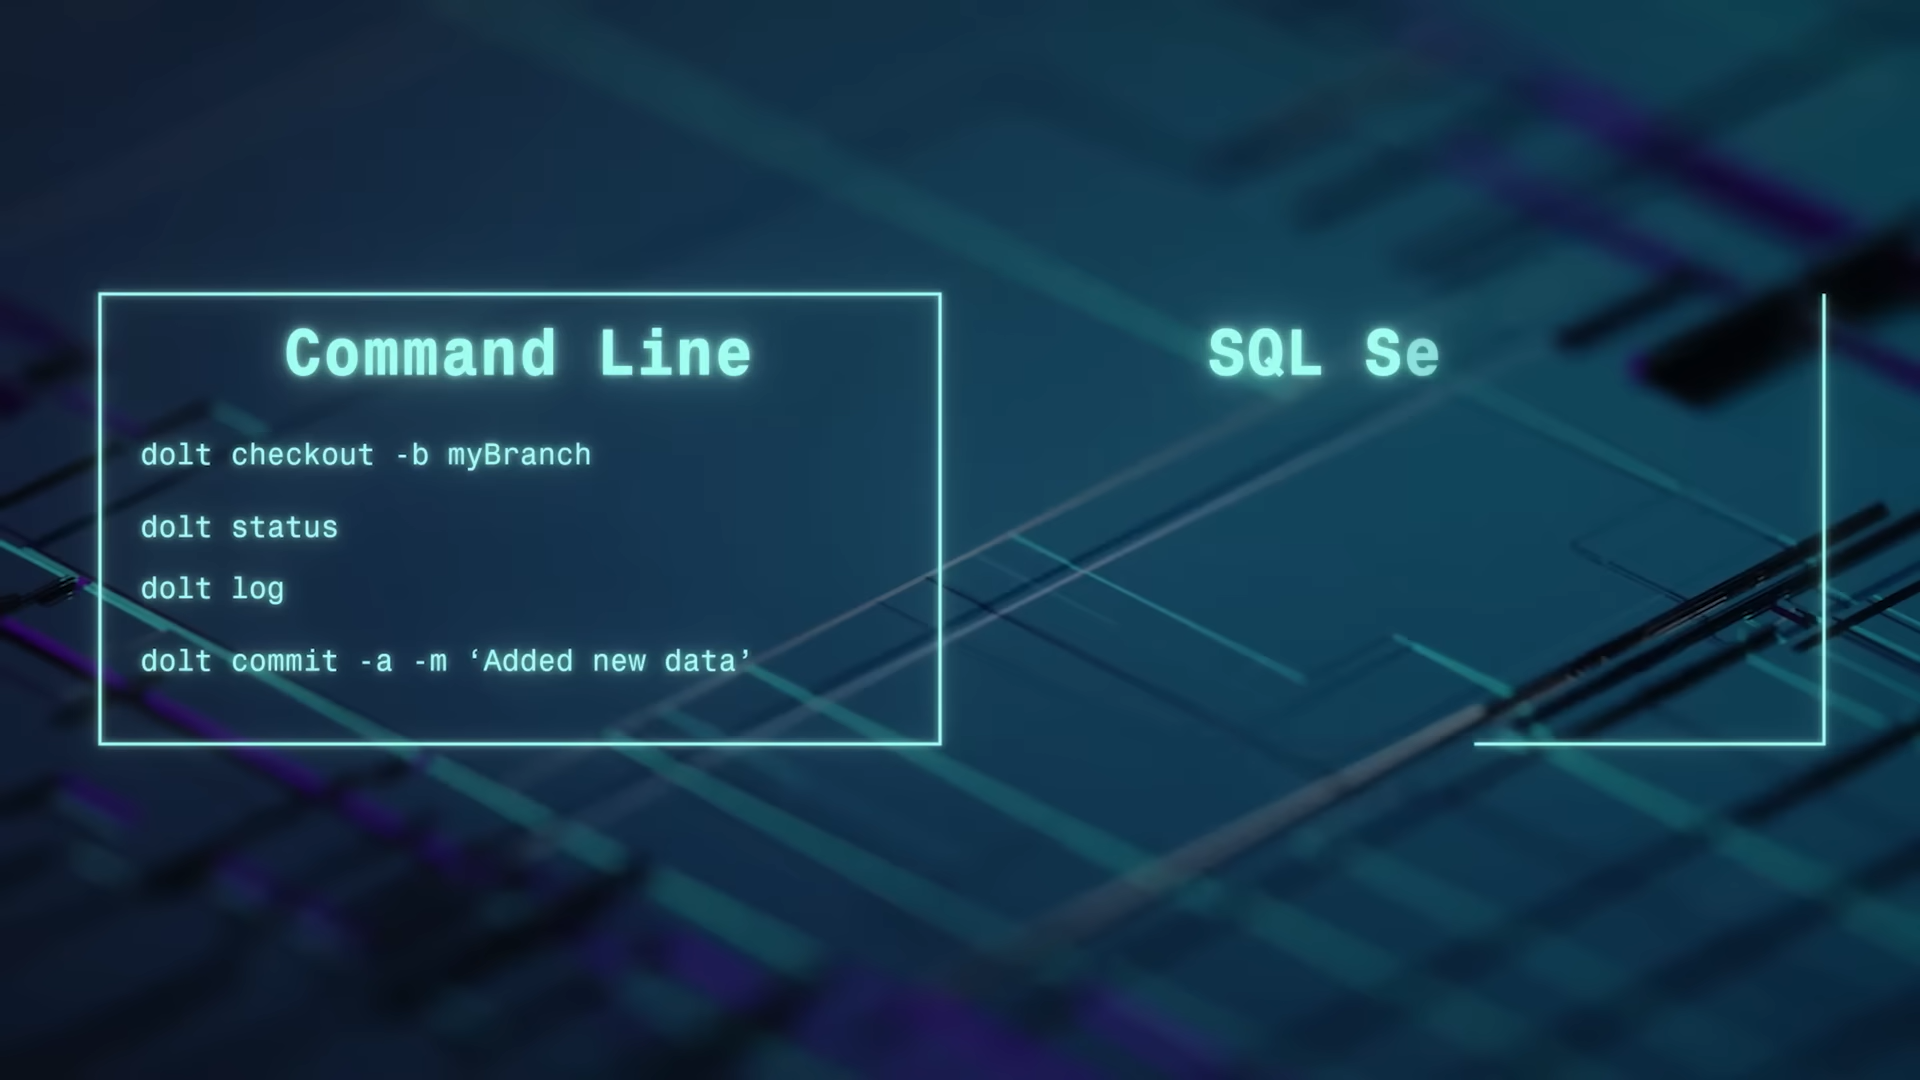 Command Line
dolt checkout -b myBranch
dolt status
dolt log
dolt commit -a -m ‘Added new data’
SQL Se